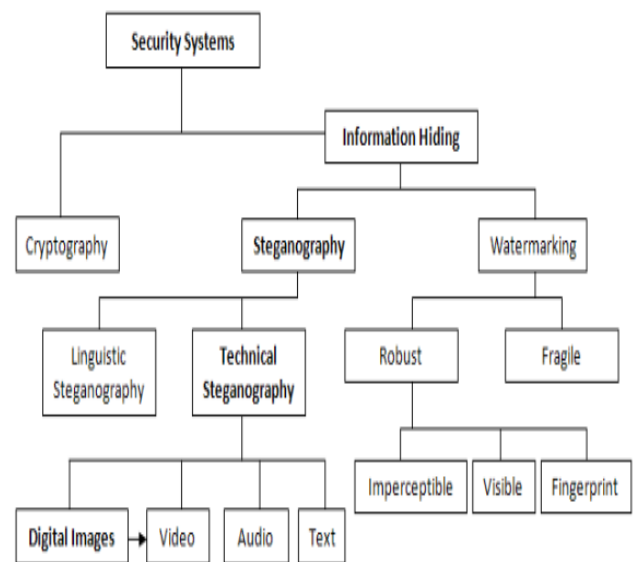 Security Systems
Information Hiding
Cryptography
Steganography
Watermarking
Linguistic
Steganography
Technical
Steganography
Robust
Fragile
Imperceptible
Visible
Fingerprint
Digital Images
Video
Audio
Text